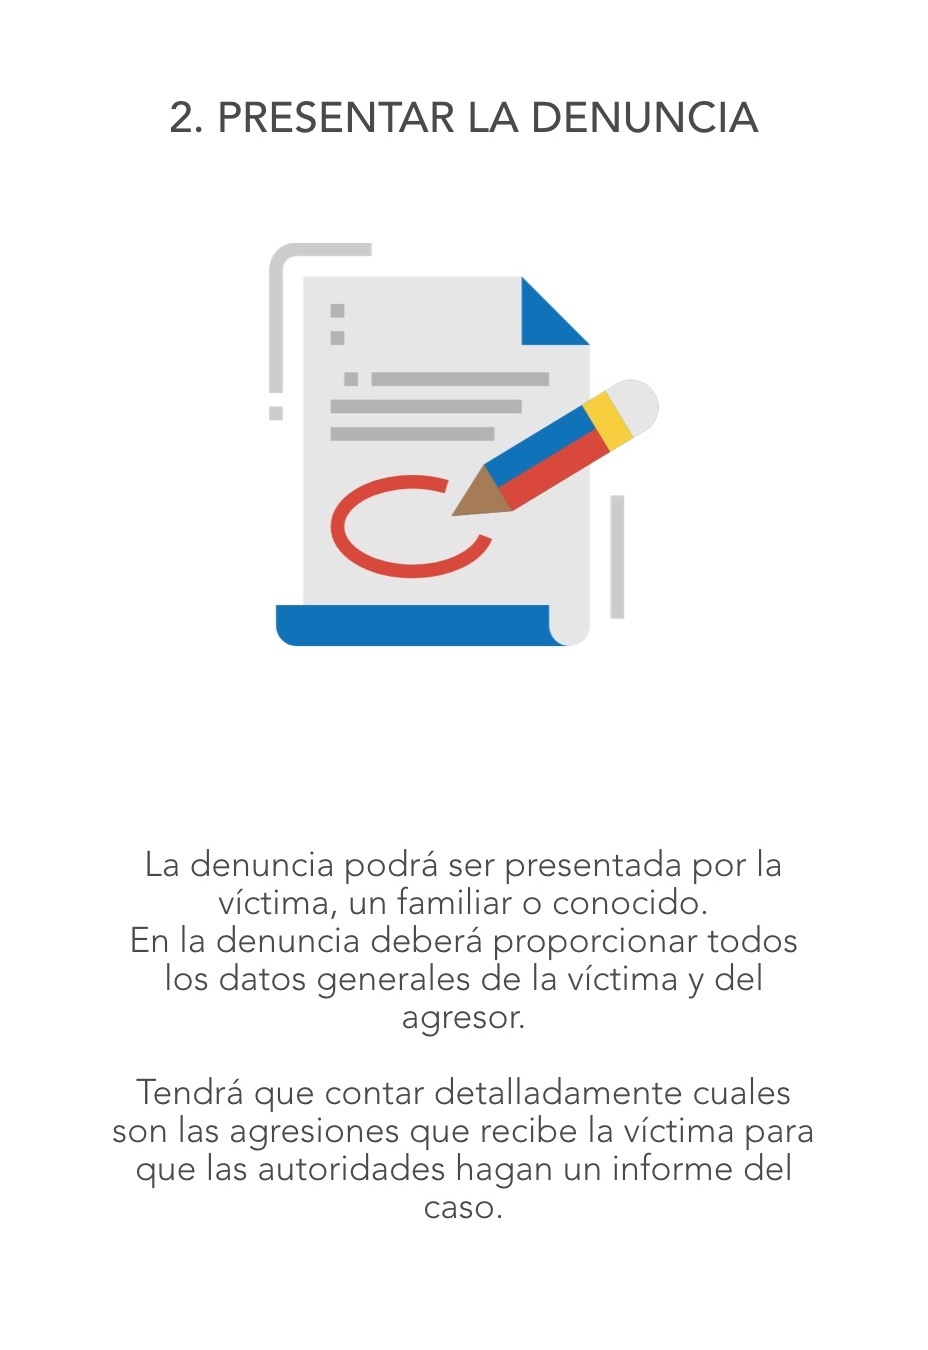 2. PRESENTAR LA DENUNCIA
La denuncia podrá ser presentada por la
víctima, un familiar o conocido.
En la denuncia deberá proporcionar todos
los datos generales de la víctima y del
agresor.
Tendrá que contar detalladamente cuales
son las agresiones que recibe la víctima para
que las autoridades hagan un informe del
caso.